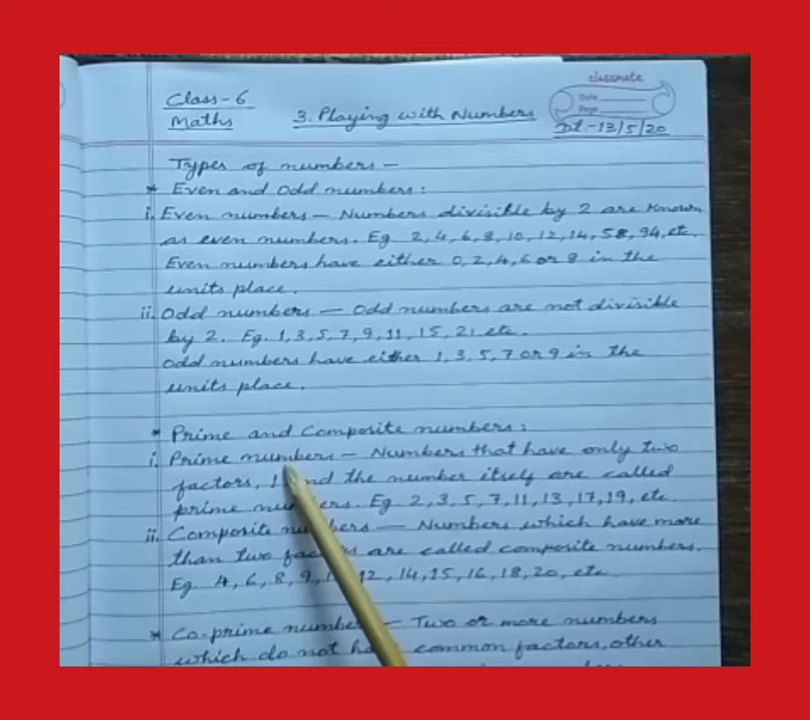 classmate
Date
Page
Class-6
Maths
3. Playing with Numbers
Dt-13/5/20
Types of numbers —
* Even and Odd numbers:
i. Even numbers — Numbers divisible by 2 are known
as even numbers. Eg. 2, 4, 6, 8, 10, 12, 14, 58, 94, etc.
Even numbers have either 0, 2, 4, 6 or 8 in the
units place.
ii. Odd numbers — Odd numbers are not divisible
by 2. Eg. 1, 3, 5, 7, 9, 11, 15, 21 etc.
Odd numbers have either 1, 3, 5, 7 or 9 in the
units place.
* Prime and Composite numbers:
i. Prime numbers — Numbers that have only two
factors, 1 and the number itself are called
prime numbers. Eg. 2, 3, 5, 7, 11, 13, 17, 19, etc.
ii. Composite numbers — Numbers which have more
than two factors are called composite numbers.
Eg. 4, 6, 8, 9, 12, 14, 15, 16, 18, 20, etc.
* Co-prime numbers — Two or more numbers
which do not have common factors, other